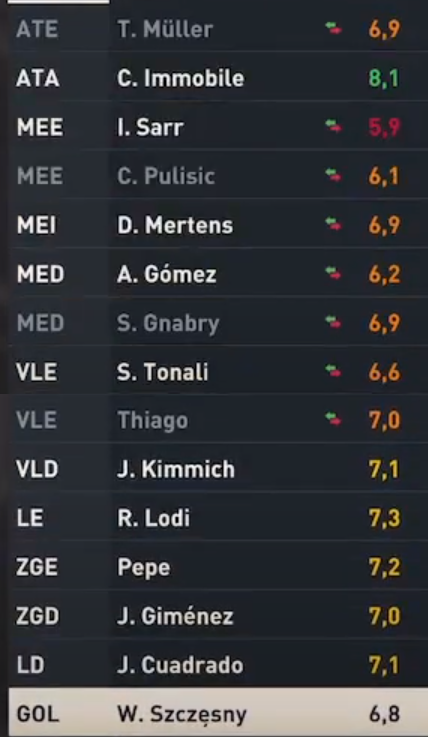 ATE T. Müller 6,9
ATA C. Immobile 8,1
MEE I. Sarr 5,9
MEE C. Pulisic 6,1
MEI D. Mertens 6,9
MED A. Gómez 6,2
MED S. Gnabry 6,9
VLE S. Tonali 6,6
VLE Thiago 7,0
VLD J. Kimmich 7,1
LE R. Lodi 7,3
ZGE Pepe 7,2
ZGD J. Giménez 7,0
LD J. Cuadrado 7,1
GOL W. Szczęsny 6,8